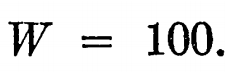 W = 100.